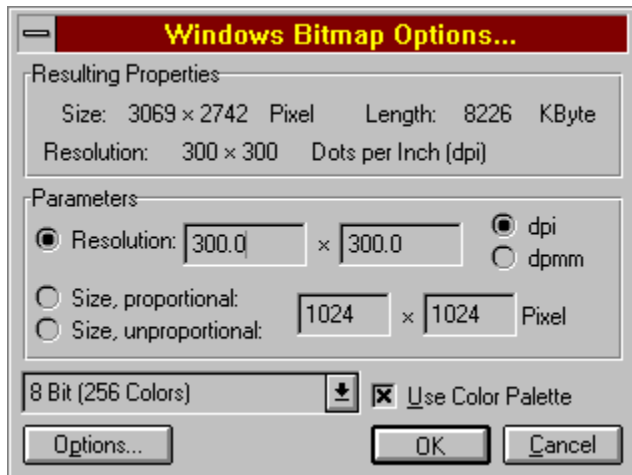 Windows Bitmap Options...
Resulting Properties
Size: 3069 × 2742 Pixel Length: 8226 KByte
Resolution: 300 × 300 Dots per Inch (dpi)
Parameters
Resolution: 300.0 × 300.0 dpi
dpmm
Size, proportional:
1024 × 1024 Pixel
Size, unproportional:
8 Bit (256 Colors) Use Color Palette
Options... OK Cancel